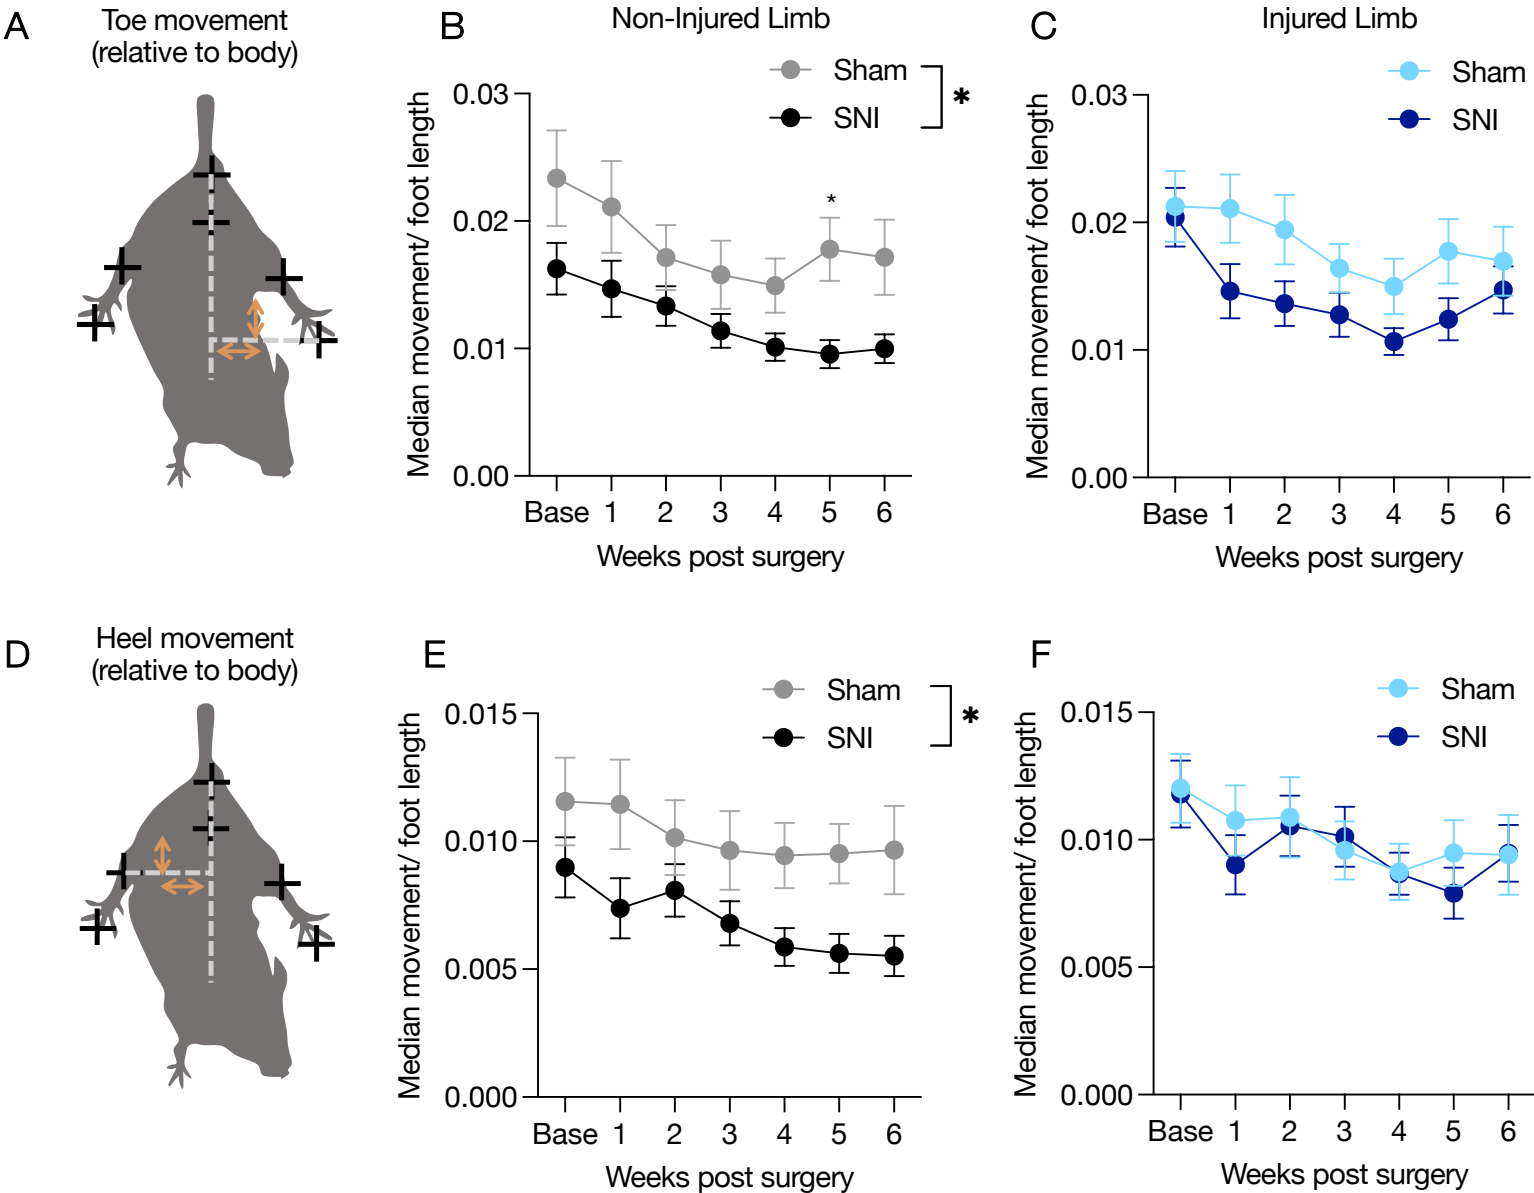 A
Toe movement
(relative to body)
B
Non-Injured Limb
Sham
SNI
*
*
Median movement/ foot length
0.03
0.02
0.01
0.00
Base 1 2 3 4 5 6
Weeks post surgery
C
Injured Limb
Sham
SNI
Median movement/ foot length
0.03
0.02
0.01
0.00
Base 1 2 3 4 5 6
Weeks post surgery
D
Heel movement
(relative to body)
E
Sham
SNI
*
Median movement/ foot length
0.015
0.010
0.005
0.000
Base 1 2 3 4 5 6
Weeks post surgery
F
Sham
SNI
Median movement/ foot length
0.015
0.010
0.005
0.000
Base 1 2 3 4 5 6
Weeks post surgery